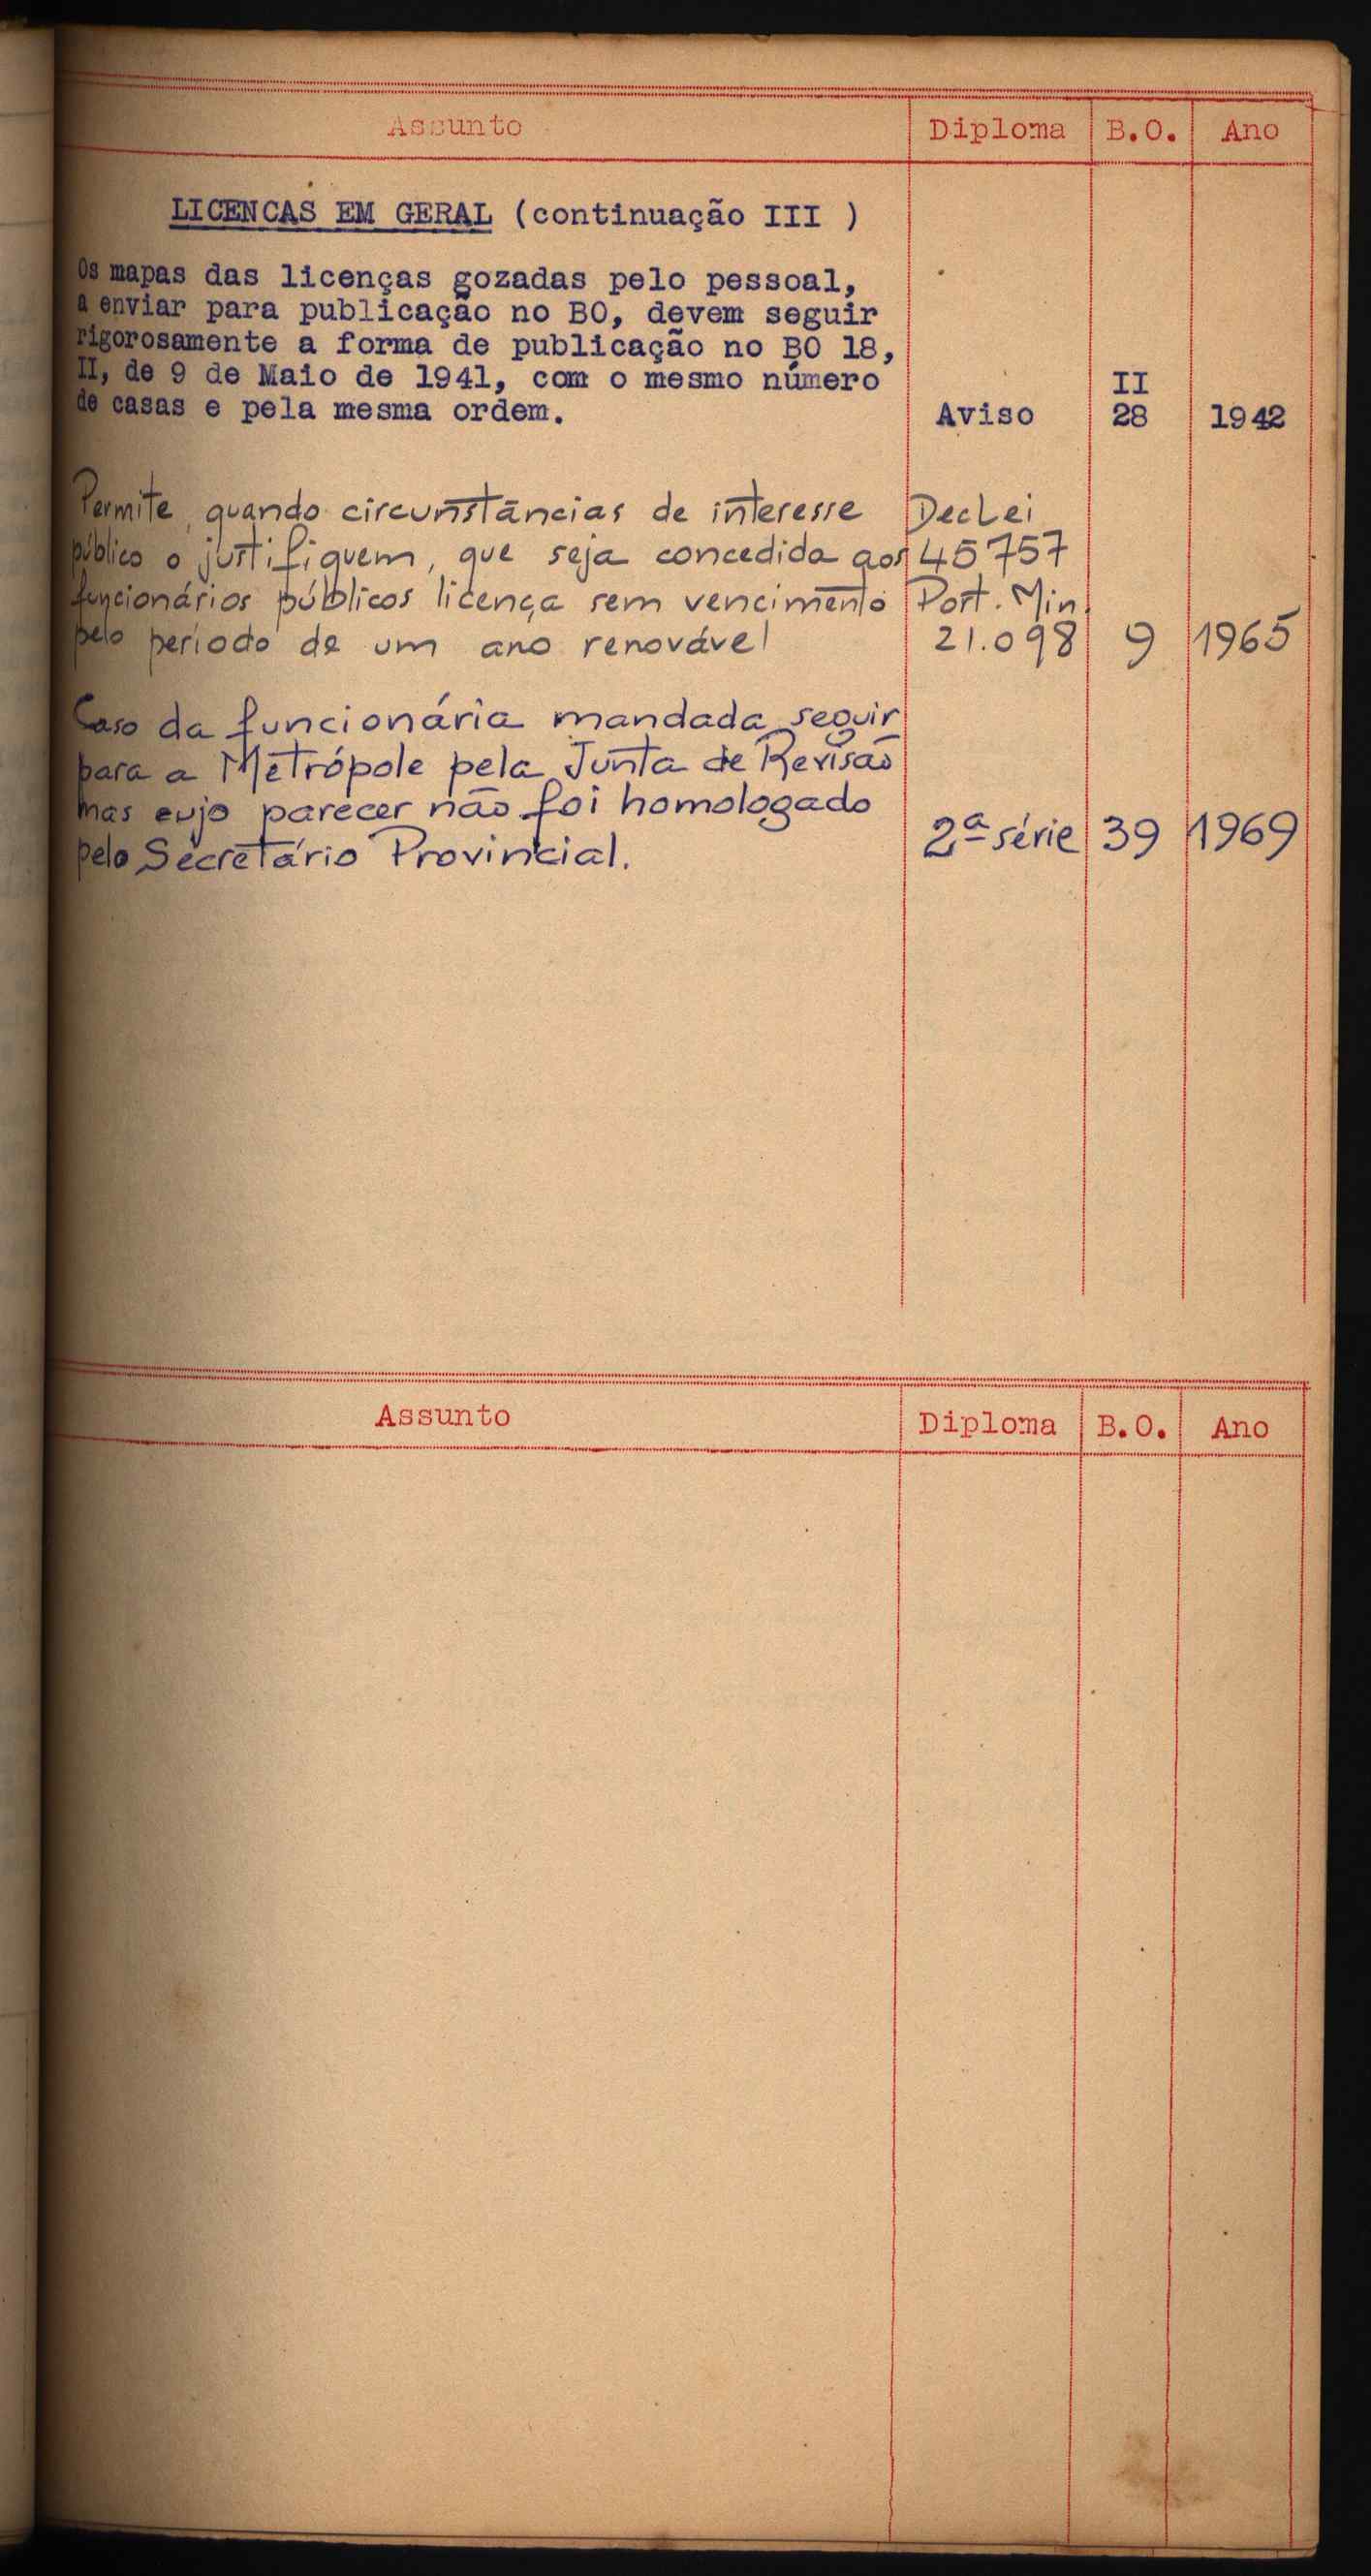 Assunto Diploma B.O. Ano
LICENCAS EM GERAL (continuação III )
Os mapas das licenças gozadas pelo pessoal,
a enviar para publicação no BO, devem seguir
rigorosamente a forma de publicação no BO 18,
II, de 9 de Maio de 1941, com o mesmo número II
de casas e pela mesma ordem. Aviso 28 1942
Permite, quando circunstâncias de interesse DecLei
público o justifiquem, que seja concedida aos 45757
funcionários públicos licença sem vencimento Port. Min.
pelo período de um ano renovável 21.098 9 1965
Caso da funcionária mandada seguir
para a Metrópole pela Junta de Revisão
mas cujo parecer não foi homologado
pelo Secretário Provincial. 2ª série 39 1969
Assunto Diploma B.O. Ano